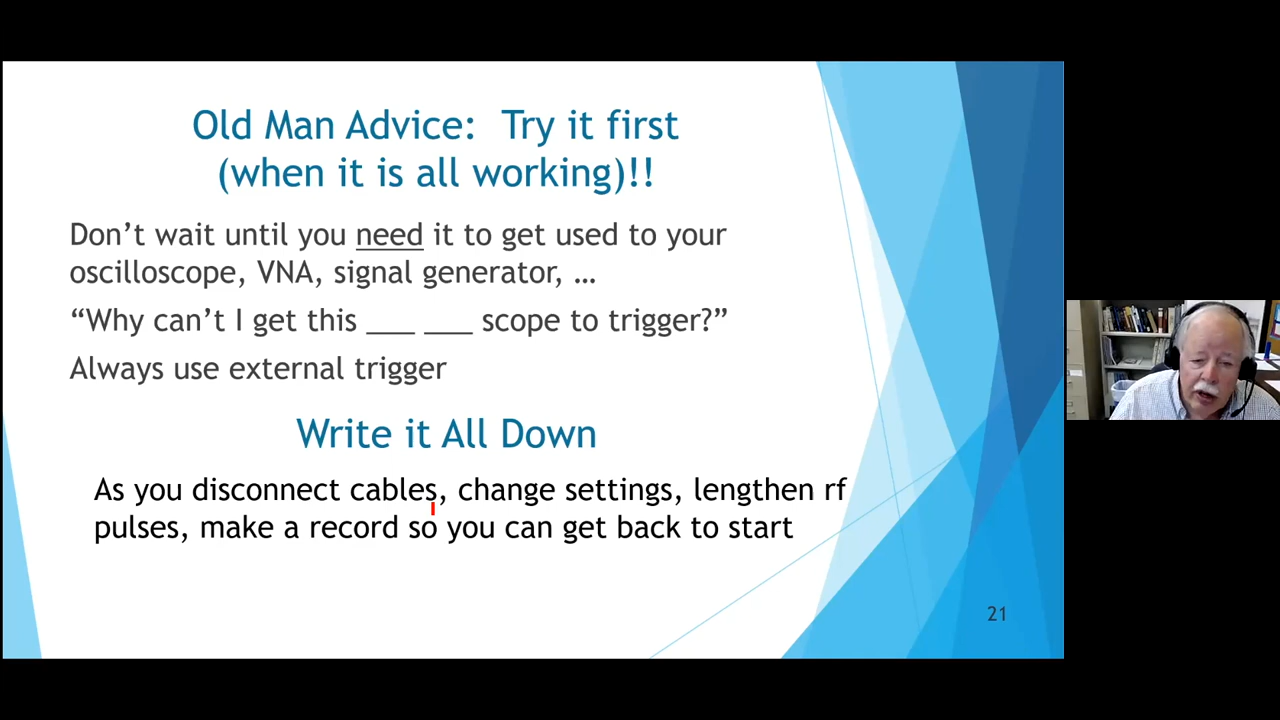 Old Man Advice: Try it first
(when it is all working)!!
Don’t wait until you need it to get used to your
oscilloscope, VNA, signal generator, …
“Why can’t I get this ___ ___ scope to trigger?”
Always use external trigger
Write it All Down
As you disconnect cables, change settings, lengthen rf
pulses, make a record so you can get back to start
21